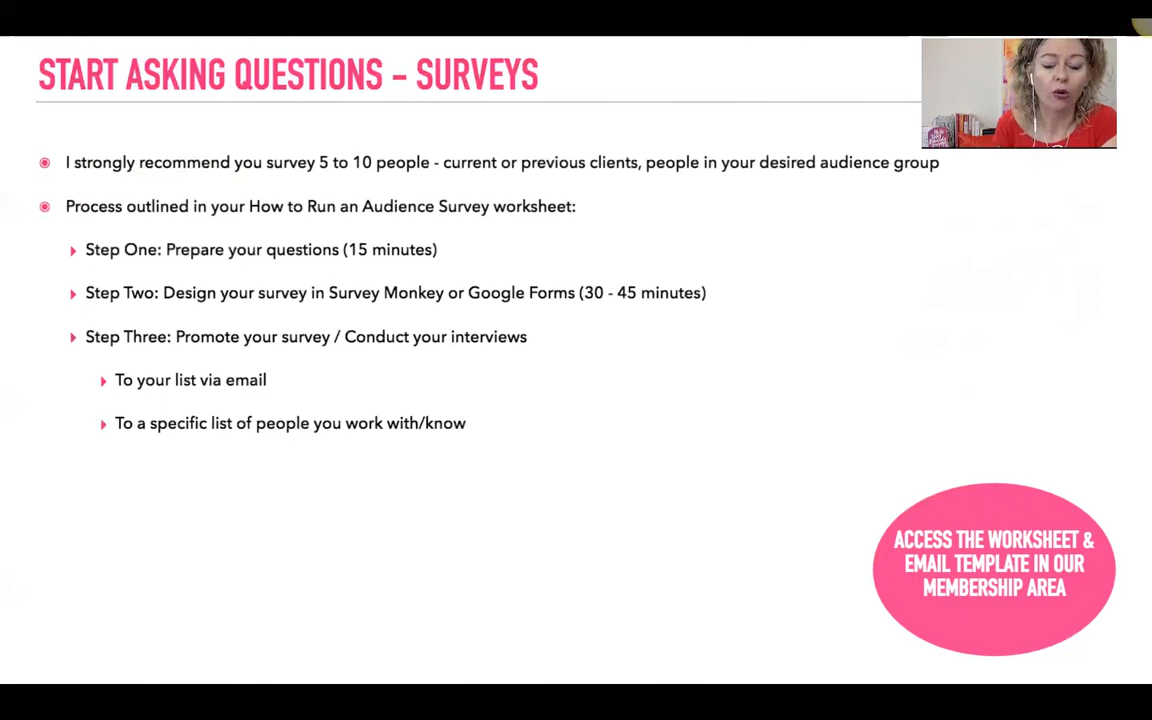 START ASKING QUESTIONS - SURVEYS
I strongly recommend you survey 5 to 10 people - current or previous clients, people in your desired audience group
Process outlined in your How to Run an Audience Survey worksheet:
Step One: Prepare your questions (15 minutes)
Step Two: Design your survey in Survey Monkey or Google Forms (30 - 45 minutes)
Step Three: Promote your survey / Conduct your interviews
To your list via email
To a specific list of people you work with/know
ACCESS THE WORKSHEET &
EMAIL TEMPLATE IN OUR
MEMBERSHIP AREA